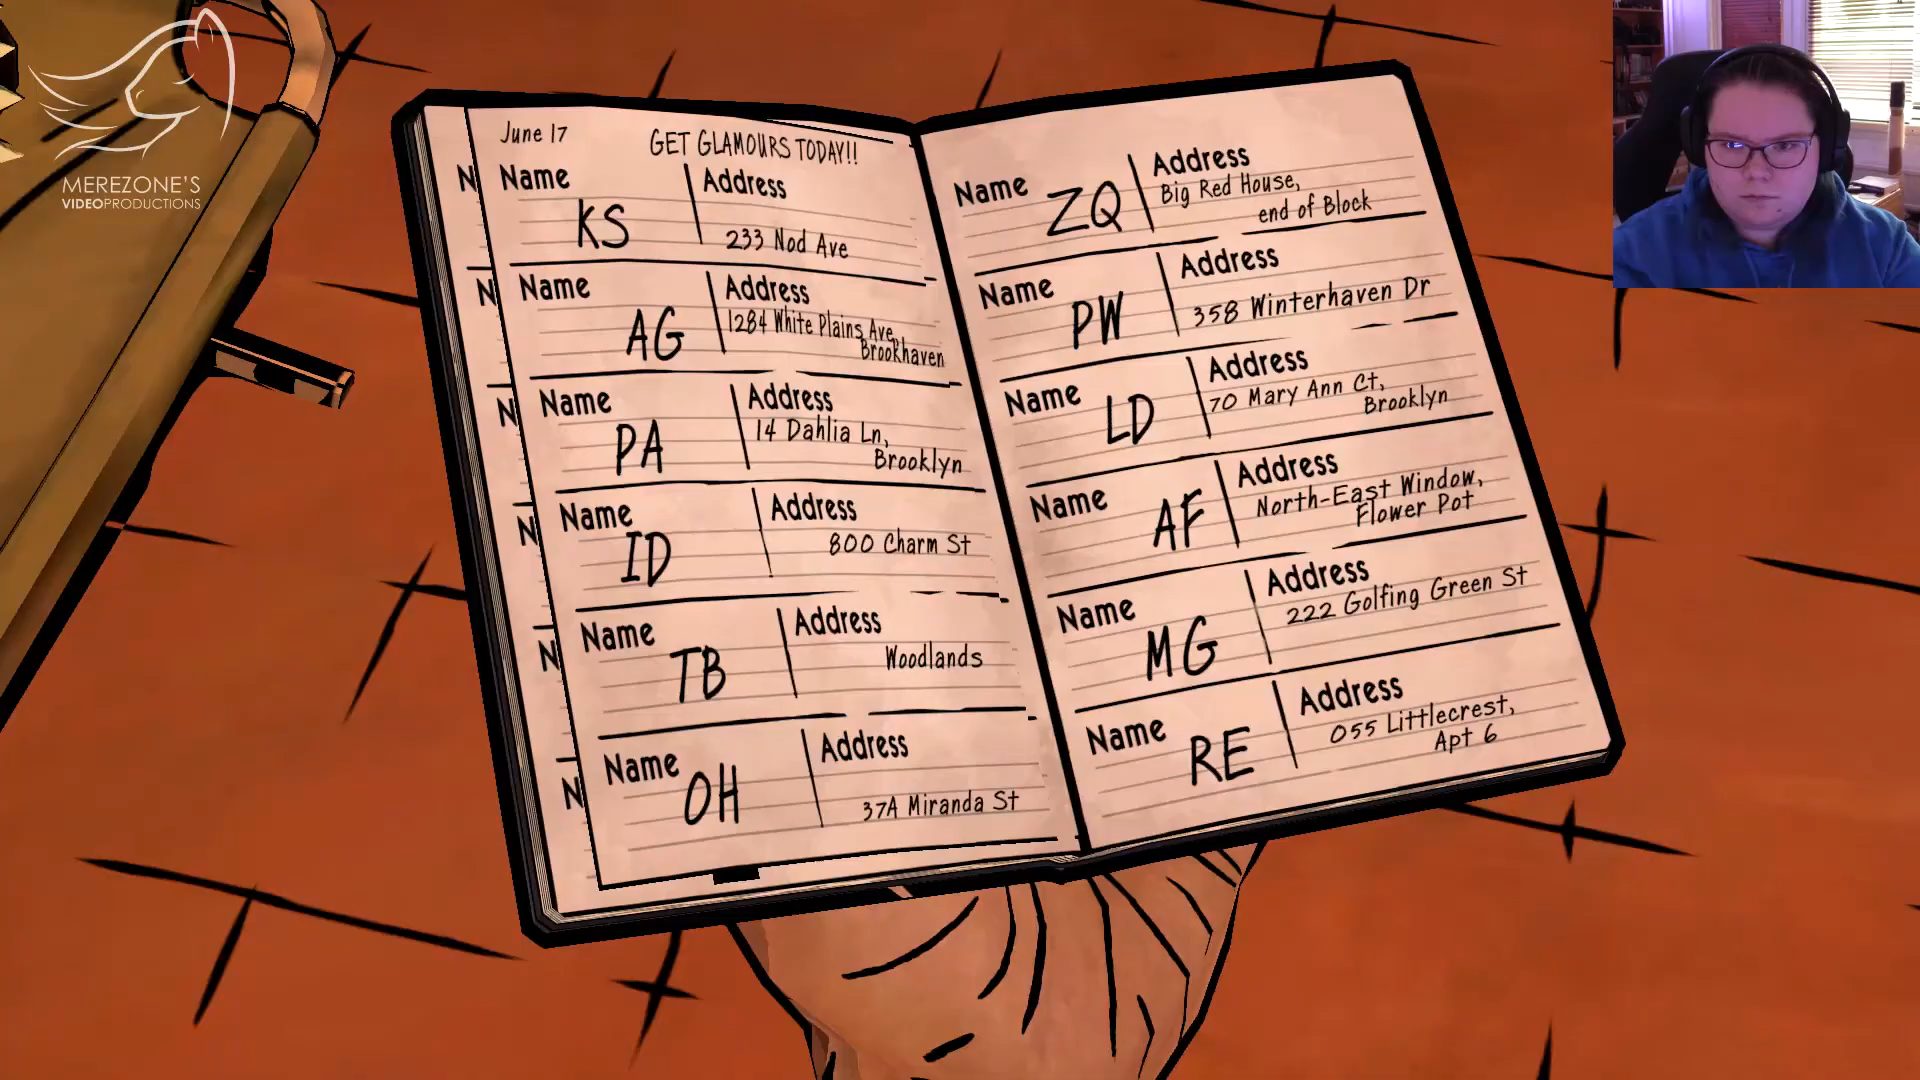 MEREZONE'S
VIDEOPRODUCTIONS
June 17
GET GLAMOURS TODAY!!
Name
KS
Address
233 Nod Ave
Name
AG
Address
1284 White Plains Ave,
Brookhaven
Name
PA
Address
14 Dahlia Ln,
Brooklyn
Name
ID
Address
800 Charm St
Name
TB
Address
Woodlands
Name
OH
Address
37A Miranda St
N
N
N
N
N
N
Name
ZQ
Address
Big Red House,
end of Block
Name
PW
Address
358 Winterhaven Dr
Name
LD
Address
70 Mary Ann Ct,
Brooklyn
Name
AF
Address
North-East Window,
Flower Pot
Name
MG
Address
222 Golfing Green St
Name
RE
Address
055 Littlecrest,
Apt 6